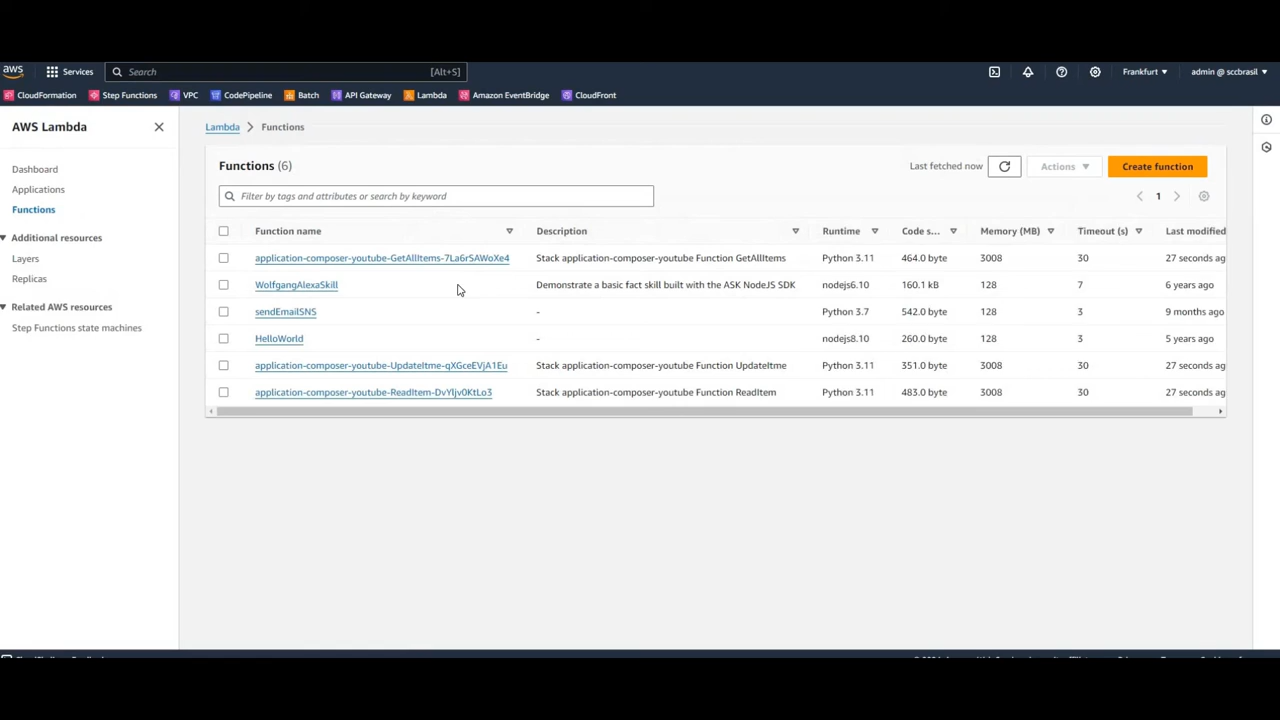 aws Services Search [Alt+S] Frankfurt admin @ sccbrasil
CloudFormation Step Functions VPC CodePipeline Batch API Gateway Lambda Amazon EventBridge CloudFront
AWS Lambda
Dashboard
Applications
Functions
Additional resources
Layers
Replicas
Related AWS resources
Step Functions state machines
Lambda Functions
Functions (6) Last fetched now Actions Create function
Filter by tags and attributes or search by keyword 1
Function name Description Runtime Code s... Memory (MB) Timeout (s) Last modified
application-composer-youtube-GetAllItems-7La6rSAWoXe4 Stack application-composer-youtube Function GetAllItems Python 3.11 464.0 byte 3008 30 27 seconds ag
WolfgangAlexaSkill Demonstrate a basic fact skill built with the ASK NodeJS SDK nodejs6.10 160.1 kB 128 7 6 years ago
sendEmailSNS - Python 3.7 542.0 byte 128 3 9 months ago
HelloWorld - nodejs8.10 260.0 byte 128 3 5 years ago
application-composer-youtube-UpdateItme-qXGceEVjA1Eu Stack application-composer-youtube Function UpdateItme Python 3.11 351.0 byte 3008 30 27 seconds ag
application-composer-youtube-ReadItem-DvYIjv0KtLo3 Stack application-composer-youtube Function ReadItem Python 3.11 483.0 byte 3008 30 27 seconds ag